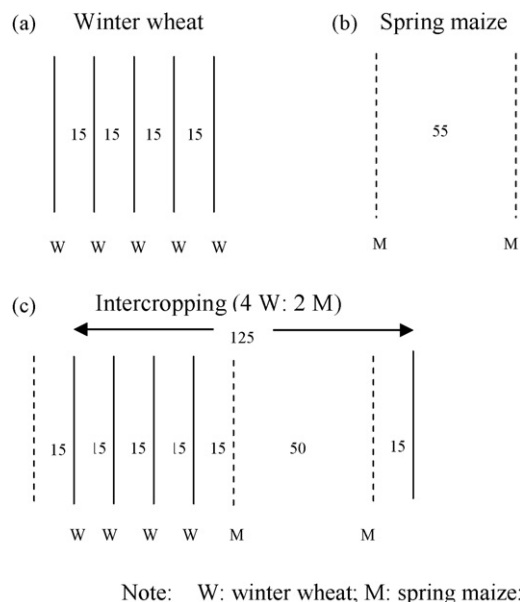 (a) Winter wheat (b) Spring maize
15 15 15 15 55
W W W W W M M
(c) Intercropping (4 W: 2 M)
125
15 15 15 15 15 50 15
W W W W M M
Note: W: winter wheat; M: spring maize;